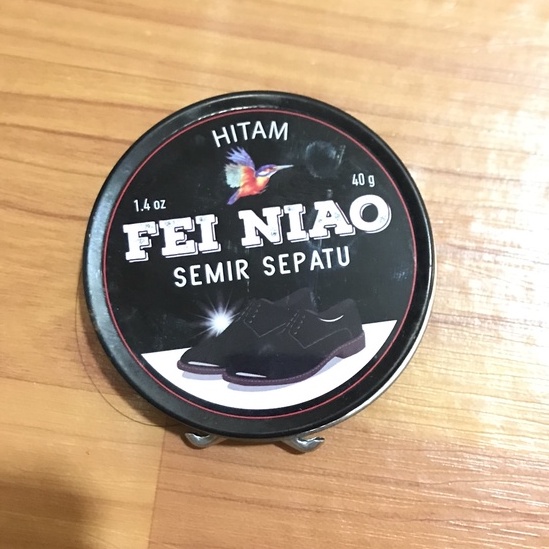 HITAM
1.4 oz
40 g
FEI NIAO
SEMIR SEPATU